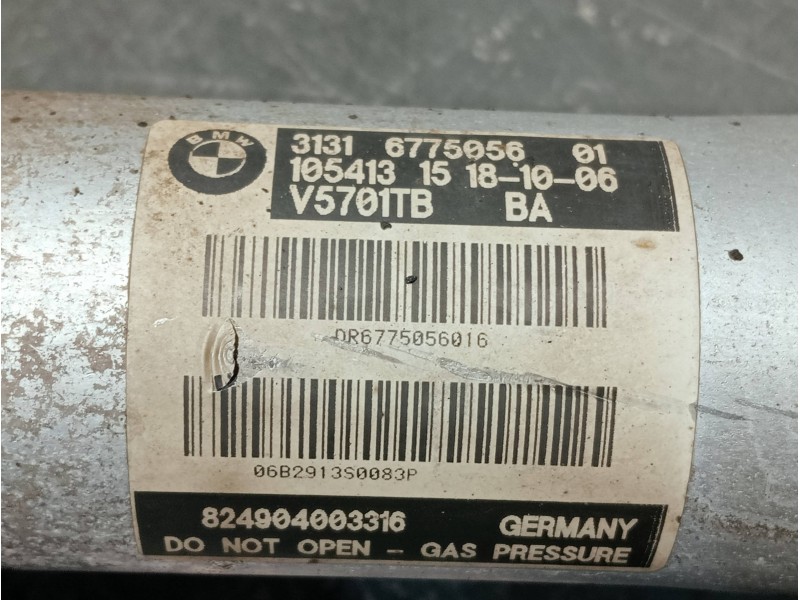 BMW
3131 6775056 01
105413 15 18-10-06
V5701TB BA
DR6775056016
06B2913S0083P
824904003316 GERMANY
DO NOT OPEN - GAS PRESSURE